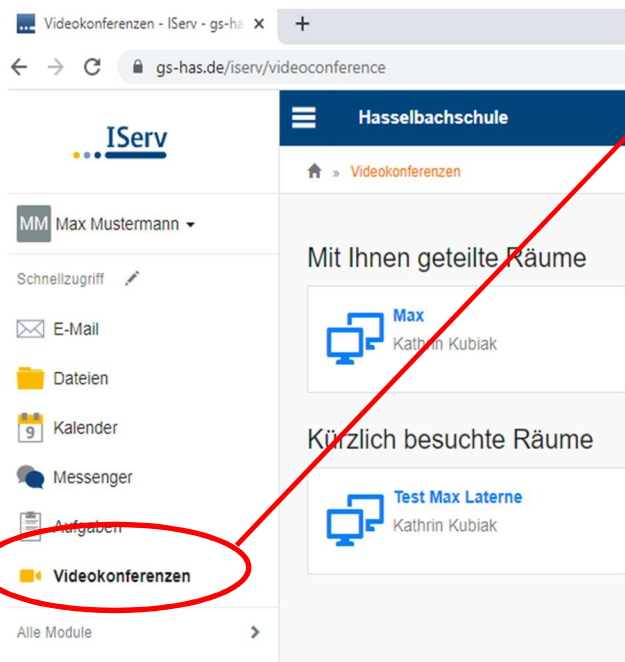 Videokonferenzen - IServ - gs-ha
gs-has.de/iserv/videoconference
IServ
Hasselbachschule
» Videokonferenzen
MM Max Mustermann
Schnellzugriff
Mit Ihnen geteilte Räume
Max
Kathrin Kubiak
E-Mail
Dateien
9 Kalender
Messenger
Aufgaben
Videokonferenzen
Alle Module
Kürzlich besuchte Räume
Test Max Laterne
Kathrin Kubiak